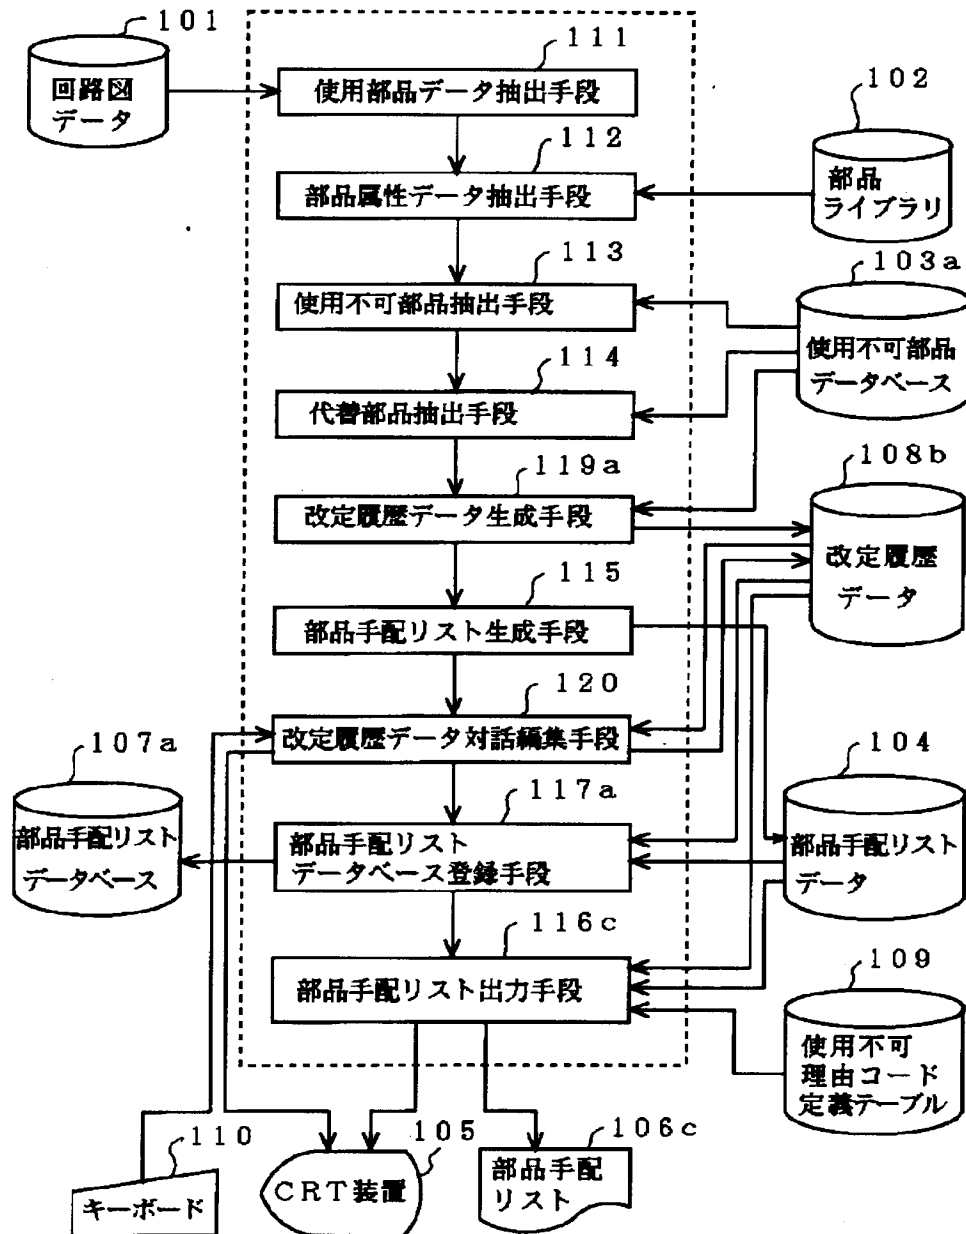 101
回路図
データ
111
使用部品データ抽出手段
112
部品属性データ抽出手段
102
部品
ライブラリ
113
使用不可部品抽出手段
103a
使用不可部品
データベース
114
代替部品抽出手段
119a
改定履歴データ生成手段
108b
改定履歴
データ
115
部品手配リスト生成手段
120
改定履歴データ対話編集手段
107a
部品手配リスト
データベース
117a
部品手配リスト
データベース登録手段
104
部品手配リスト
データ
116c
部品手配リスト出力手段
109
使用不可
理由コード
定義テーブル
110
キーボード
105
CRT装置
106c
部品手配
リスト